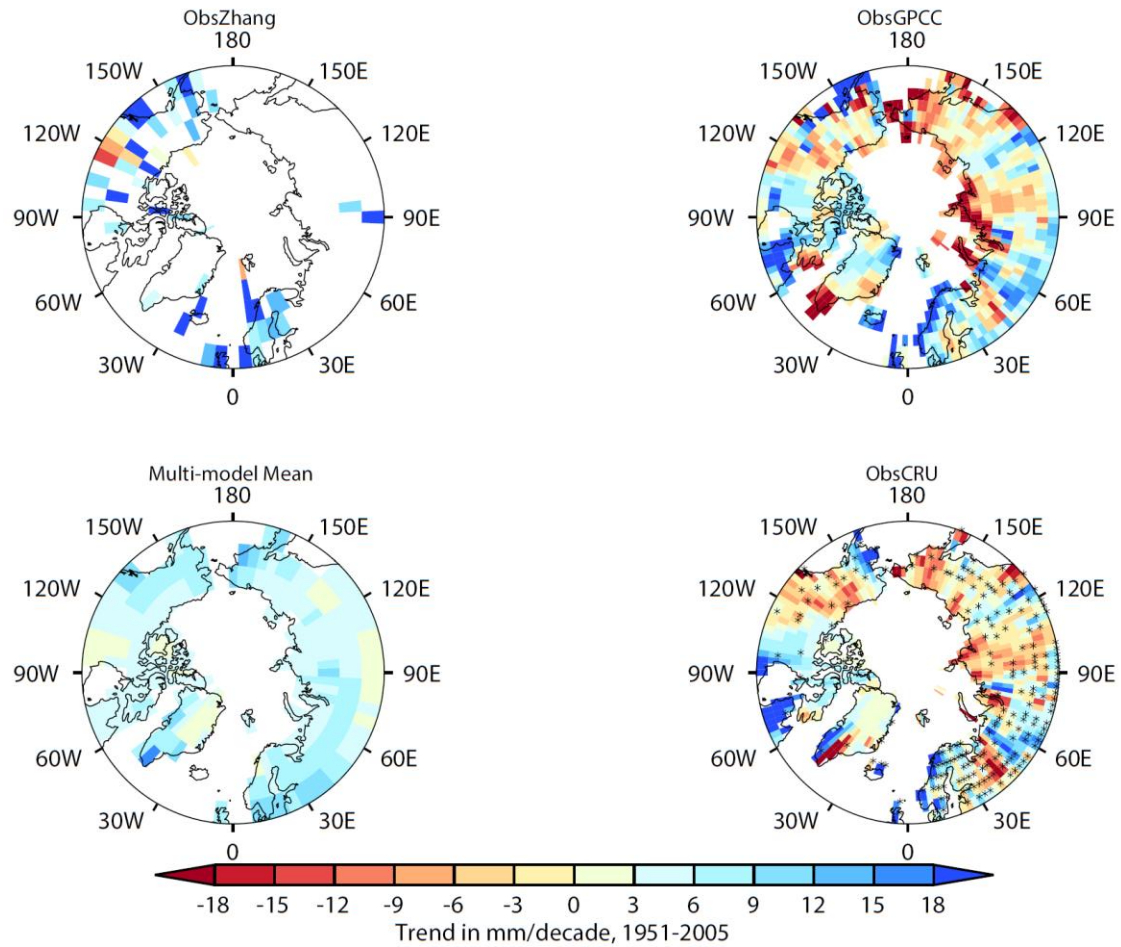 ObsZhang
180
150W
150E
120W
120E
90W
90E
60W
60E
30W
30E
0
ObsGPCC
180
150W
150E
120W
120E
90W
90E
60W
60E
30W
30E
0
Multi-model Mean
180
150W
150E
120W
120E
90W
90E
60W
60E
30W
30E
0
ObsCRU
180
150W
150E
120W
120E
90W
90E
60W
60E
30W
30E
0
-18 -15 -12 -9 -6 -3 0 3 6 9 12 15 18
Trend in mm/decade, 1951-2005